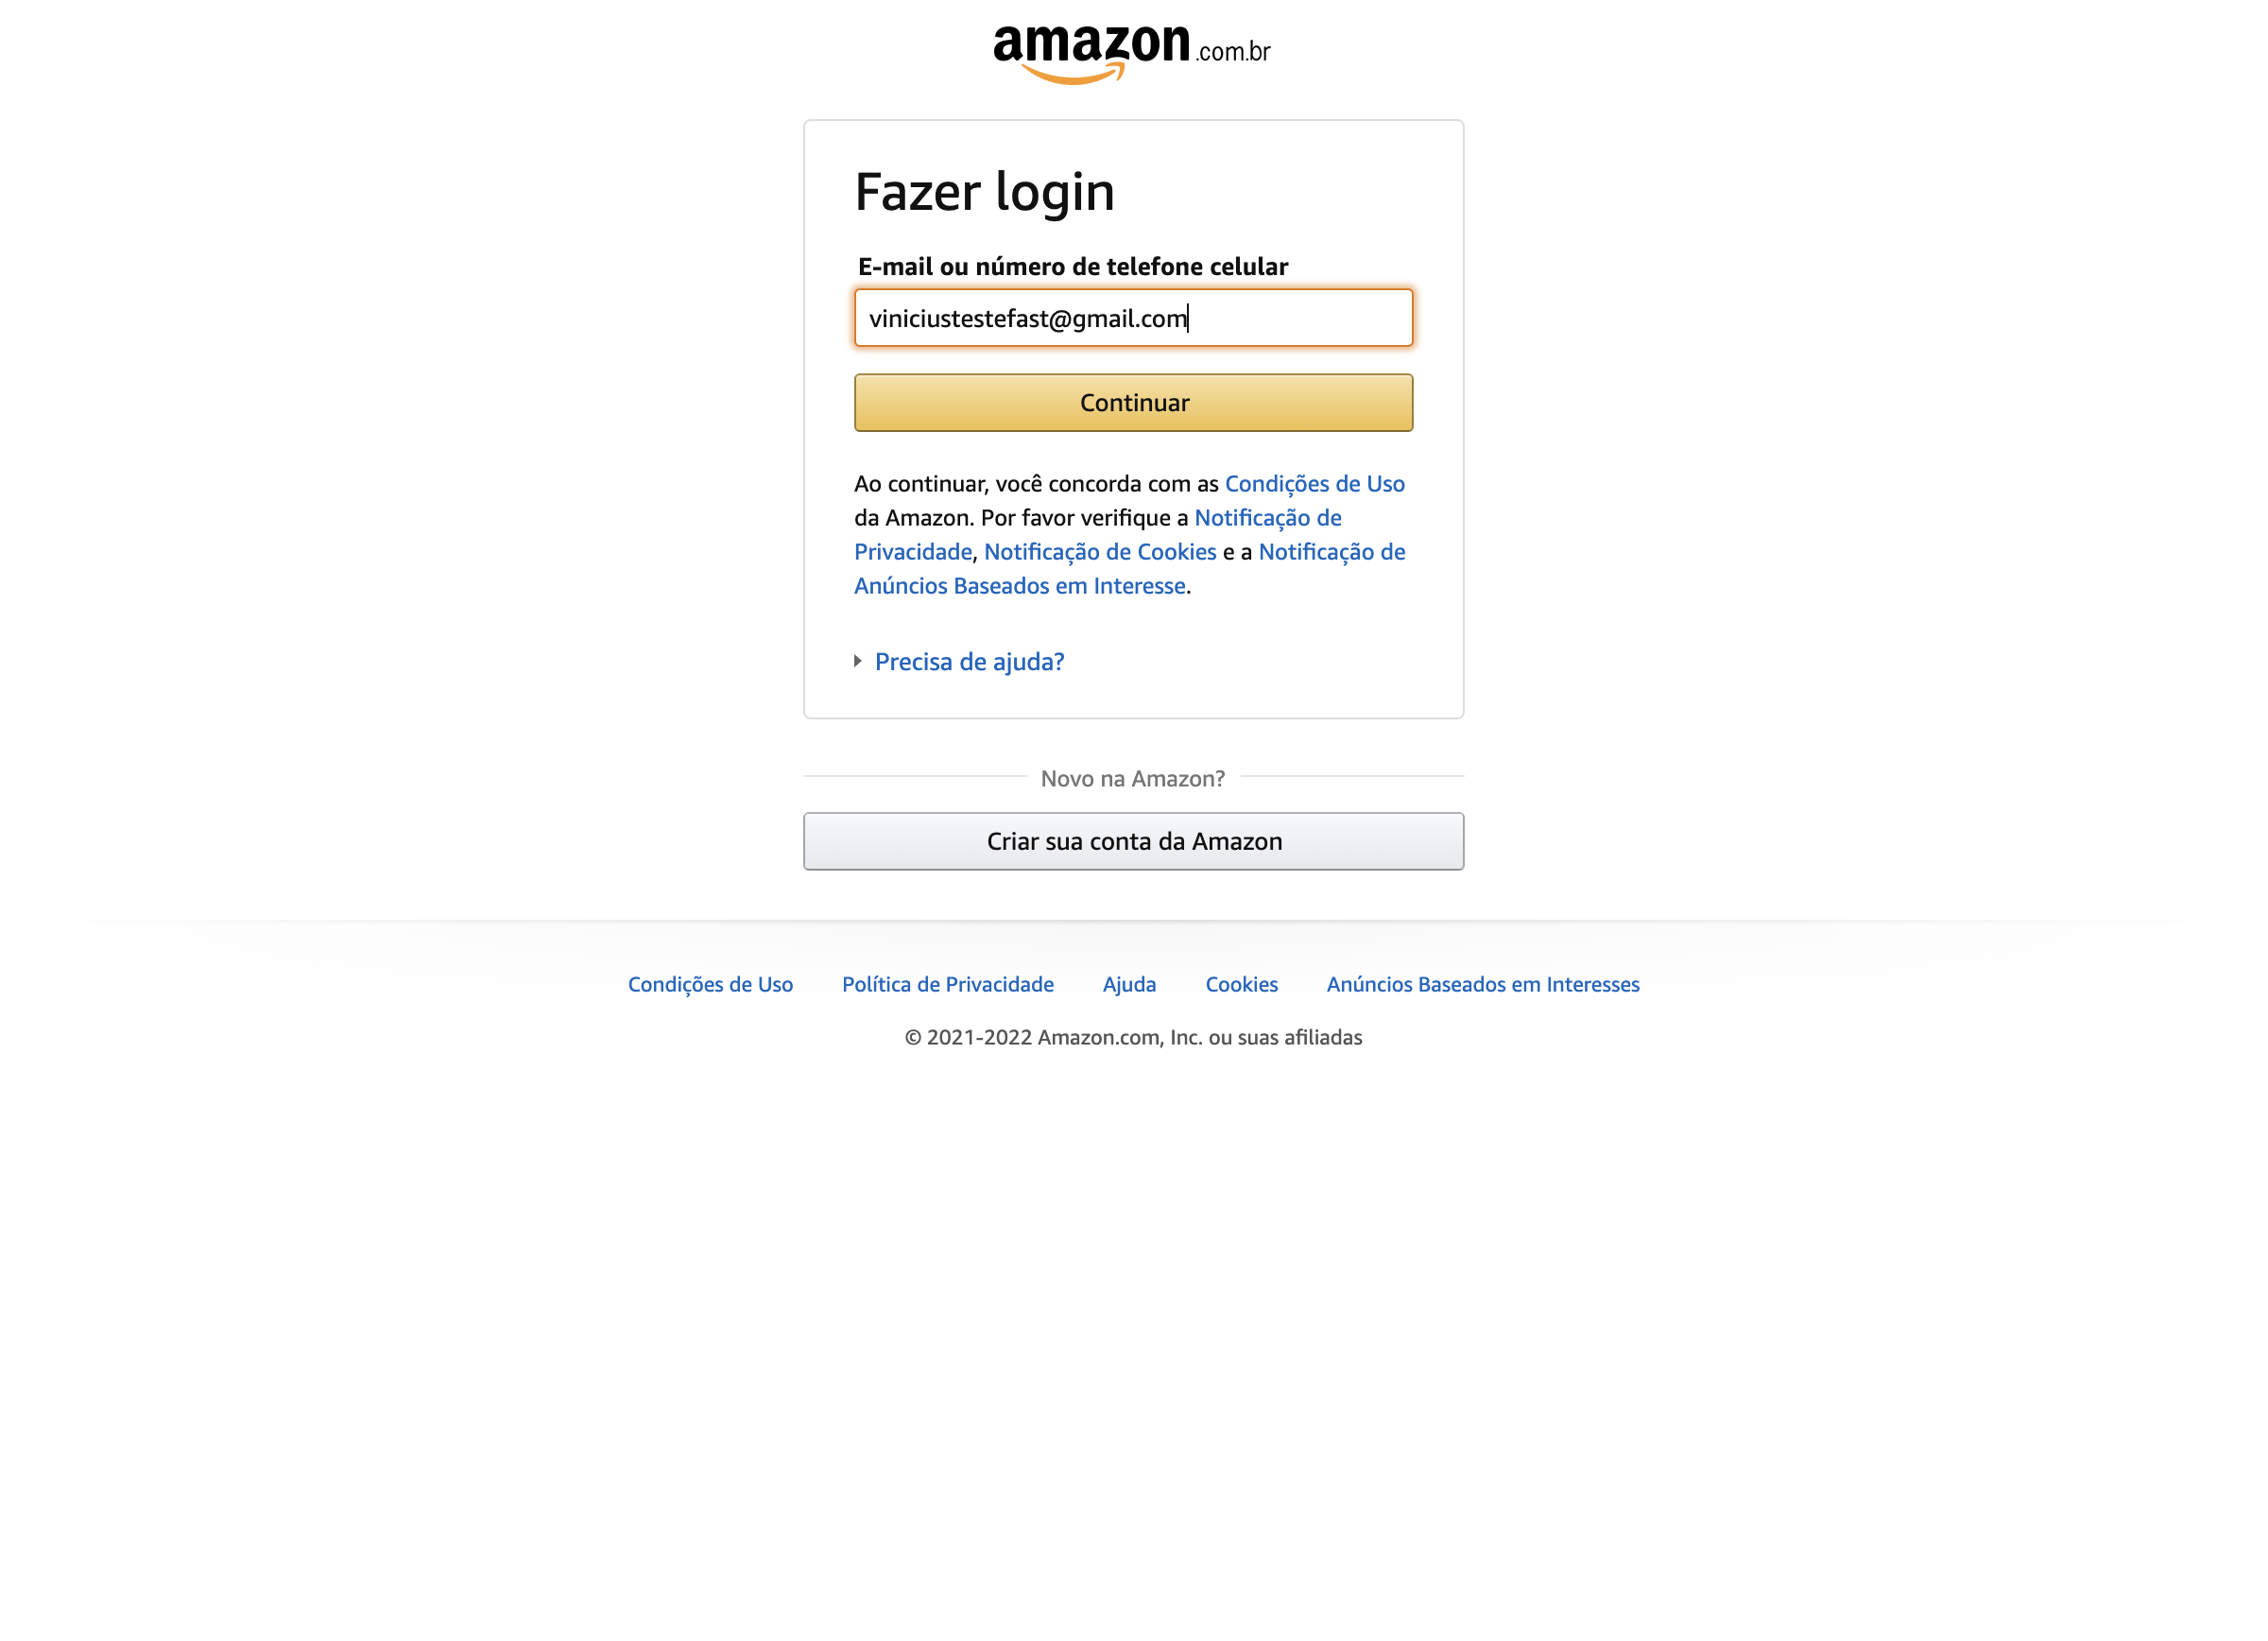 amazon.com.br
Fazer login
E-mail ou número de telefone celular
viniciustestefast@gmail.com
Continuar
Ao continuar, você concorda com as Condições de Uso
da Amazon. Por favor verifique a Notificação de
Privacidade, Notificação de Cookies e a Notificação de
Anúncios Baseados em Interesse.
Precisa de ajuda?
Novo na Amazon?
Criar sua conta da Amazon
Condições de Uso Política de Privacidade Ajuda Cookies Anúncios Baseados em Interesses
© 2021-2022 Amazon.com, Inc. ou suas afiliadas